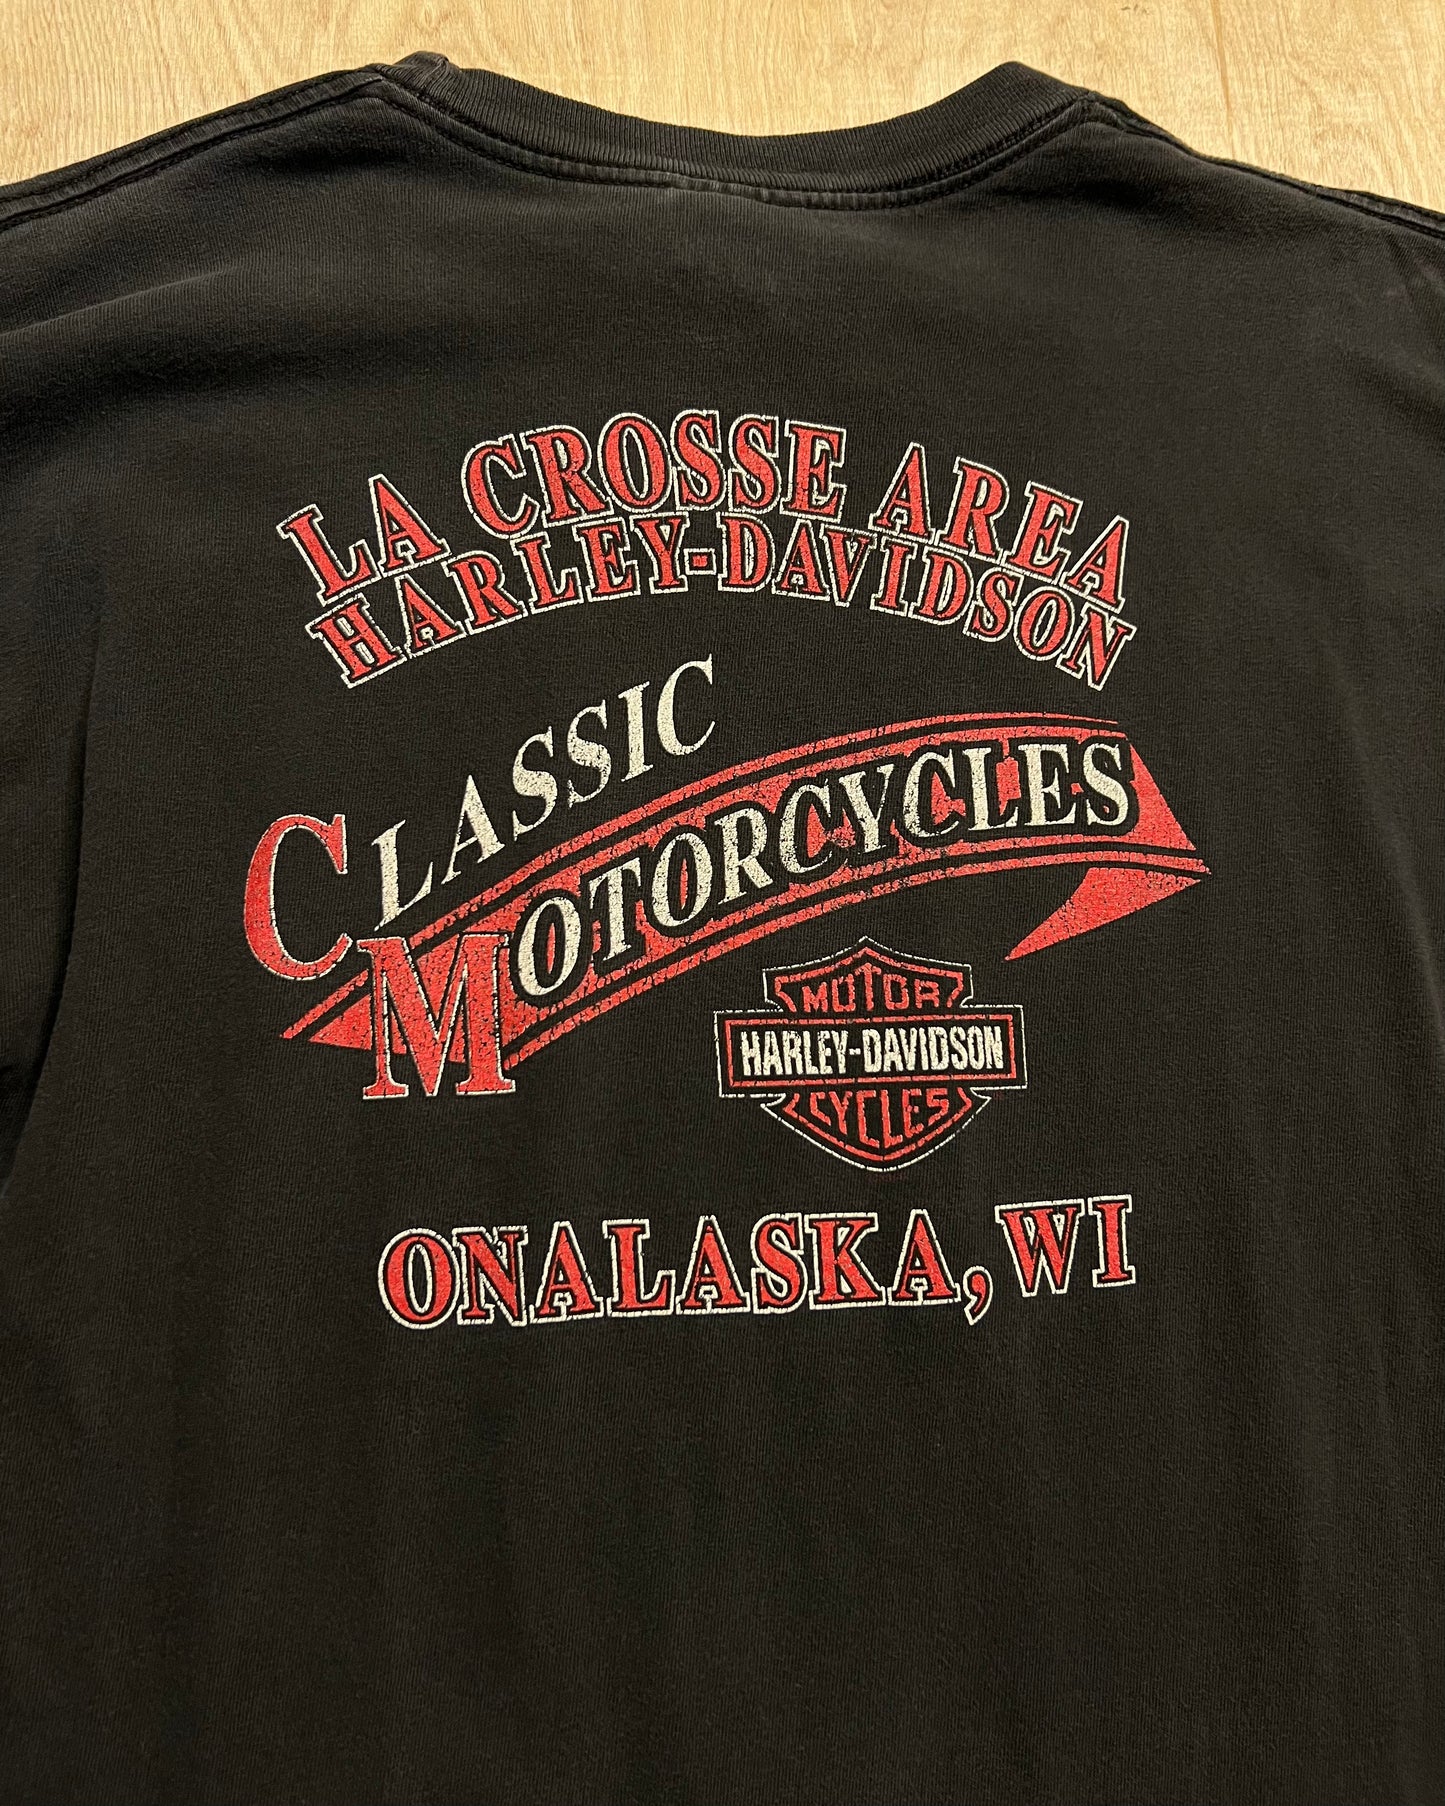 LA CROSSE AREA
HARLEY-DAVIDSON
CLASSIC
MOTORCYCLES
MOTOR
HARLEY-DAVIDSON
CYCLES
ONALASKA, WI